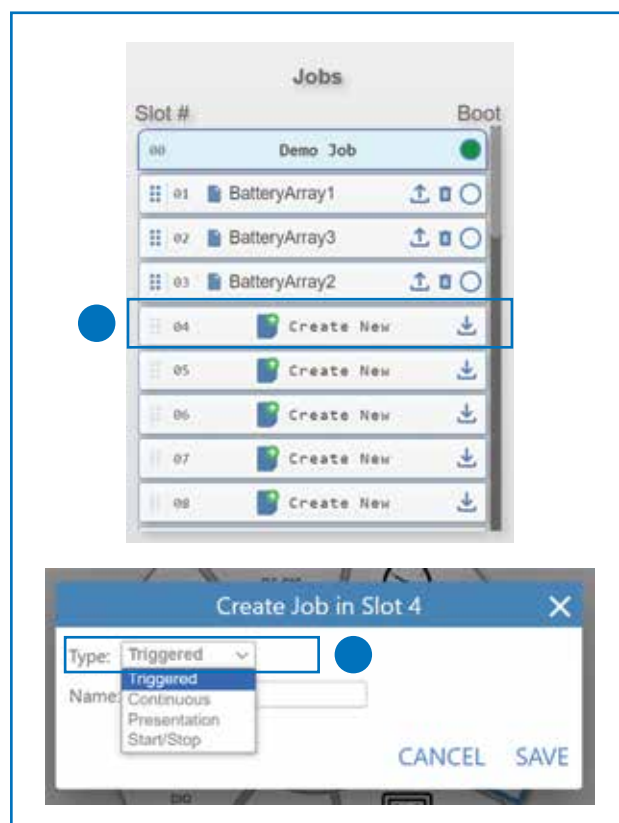 Jobs
Slot # Boot
00 Demo Job
01 BatteryArray1
02 BatteryArray3
03 BatteryArray2
04 Create New
05 Create New
06 Create New
07 Create New
08 Create New
Create Job in Slot 4
Type: Triggered
Triggered
Name:
Continuous
Presentation
Start/Stop
CANCEL SAVE
DIO